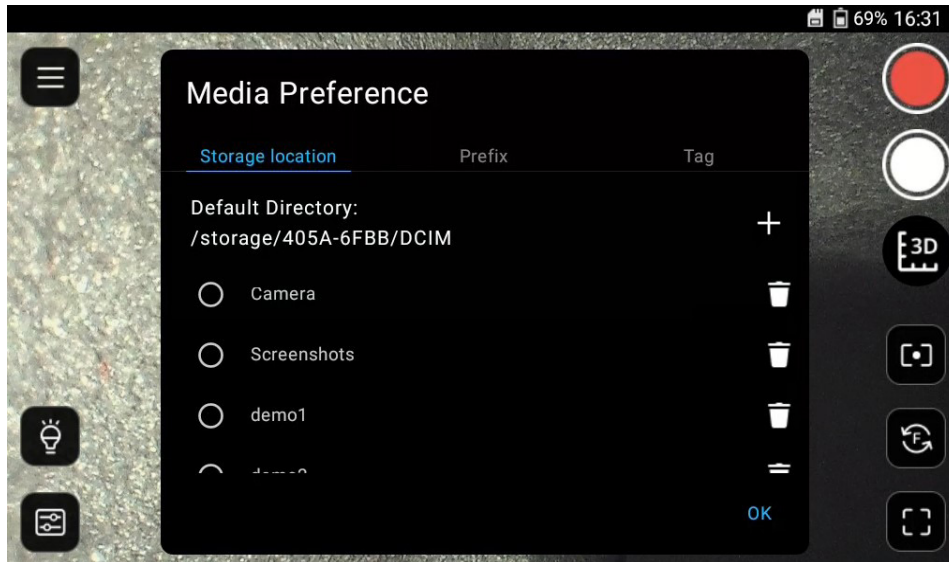 69% 16:31
Media Preference
Storage location Prefix Tag
Default Directory:
/storage/405A-6FBB/DCIM
3D
Camera
Screenshots
demo1
F
OK